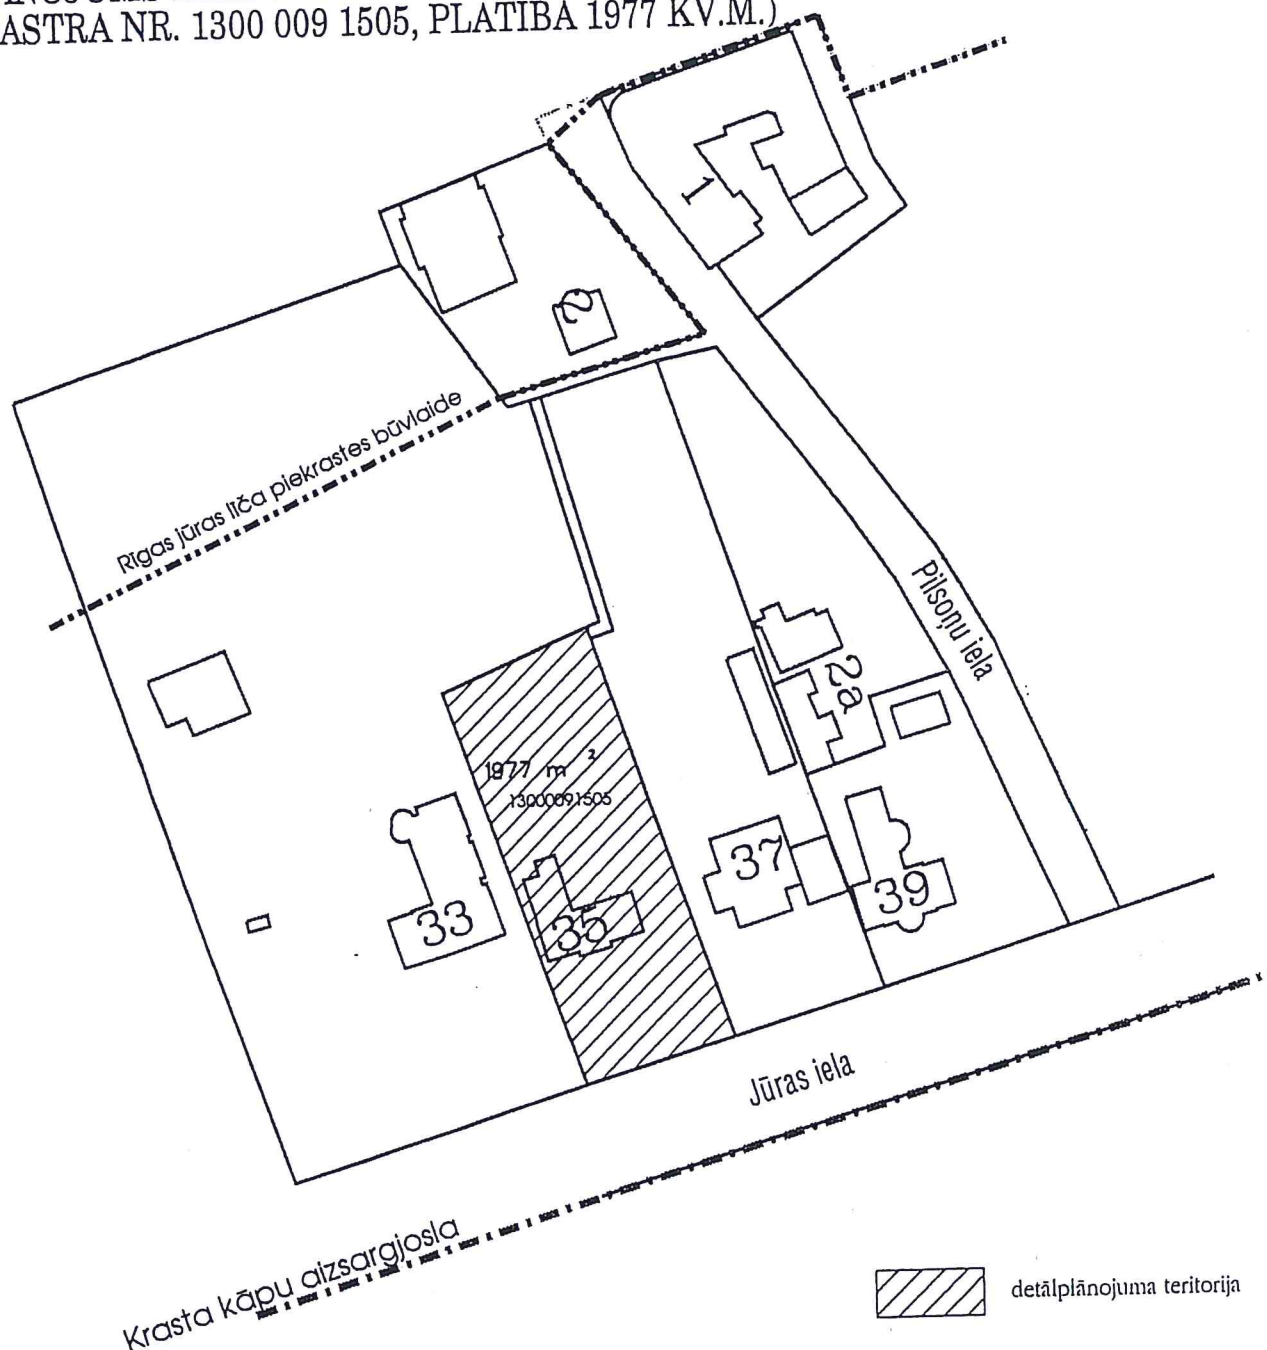 ASTRA NR. 1300 009 1505, PLATĪBA 1977 KV.M.)
1
2
Rīgas jūras līča piekrastes būvlaide
Pilsoņu iela
2a
1977 m²
13000091505
37
39
33
35
Jūras iela
Krasta kāpu aizsargjosla
detālplānojuma teritorija